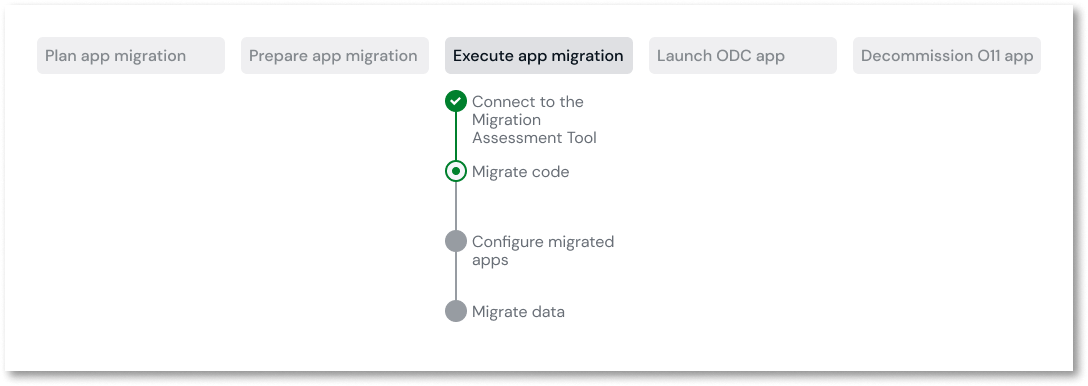 Plan app migration
Prepare app migration
Execute app migration
Launch ODC app
Decommission O11 app
Connect to the
Migration
Assessment Tool
Migrate code
Configure migrated
apps
Migrate data